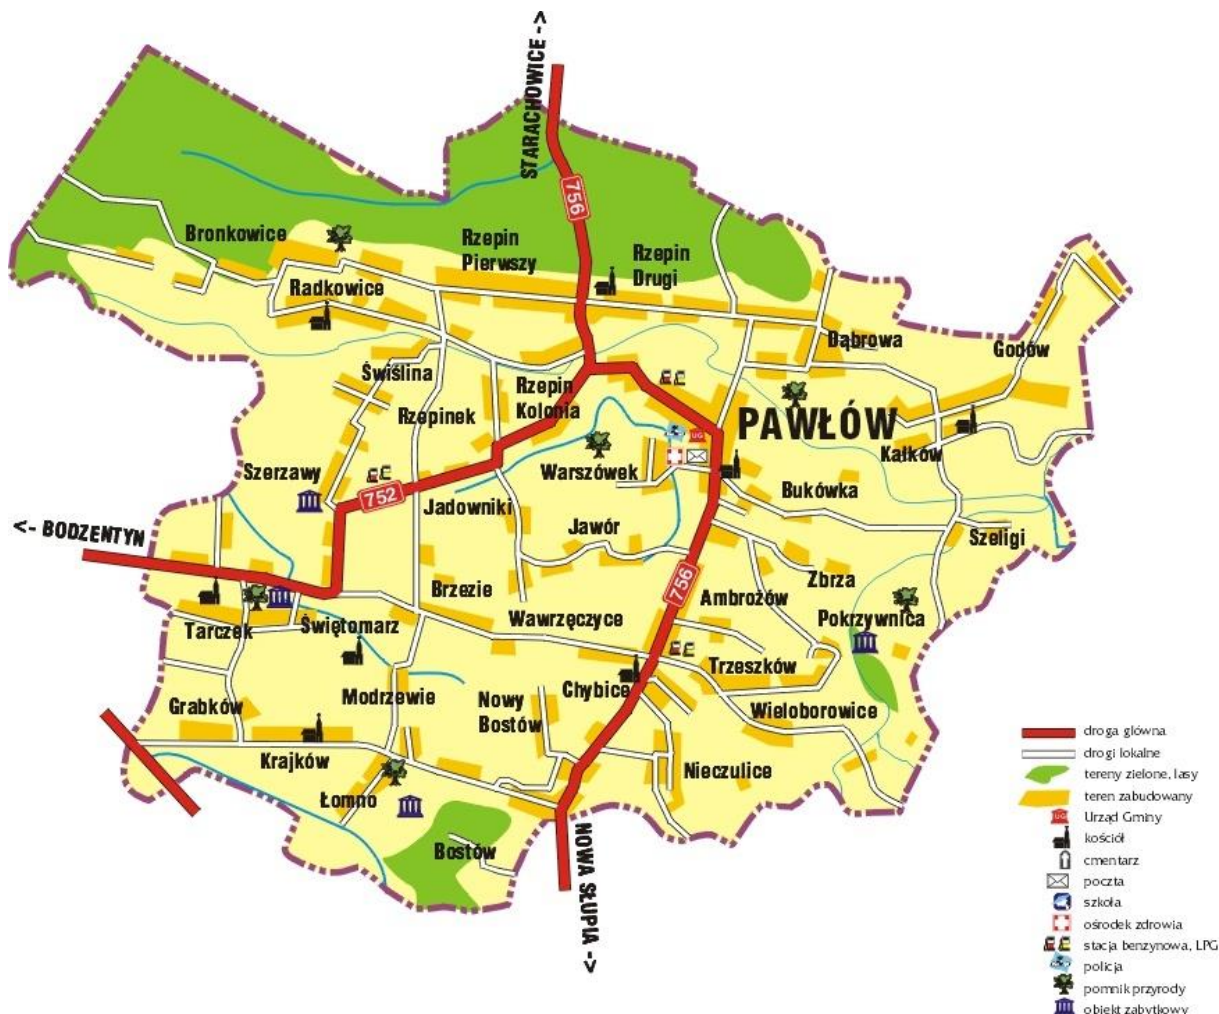 STARACHOWICE ->
756
Bronkowice
Rzepin
Pierwszy
Rzepin
Drugi
Radkowice
Dąbrowa
Godów
Świślina
Rzepin
Kolonia
Rzepinek
PAWŁÓW
UG
Kałków
Warszówek
Szerzawy
752
Jadowniki
Bukówka
<- BODZENTYN
Jawór
Szeligi
Zbrza
Brzezie
756
Ambrożów
Pokrzywnica
Wawrzęczyce
Tarczek
Świętomarz
Trzeszków
Chybice
Modrzewie
Nowy
Bostów
Grabków
Wieloborowice
Krajków
Nieczulice
Łomno
Bostów
NOWA SŁUPIA ->
droga główna
drogi lokalne
tereny zielone, lasy
teren zabudowany
UG
Urząd Gminy
kościół
cmentarz
poczta
szkoła
ośrodek zdrowia
stacja benzynowa, LPG
policja
pomnik przyrody
obiekt zabytkowy